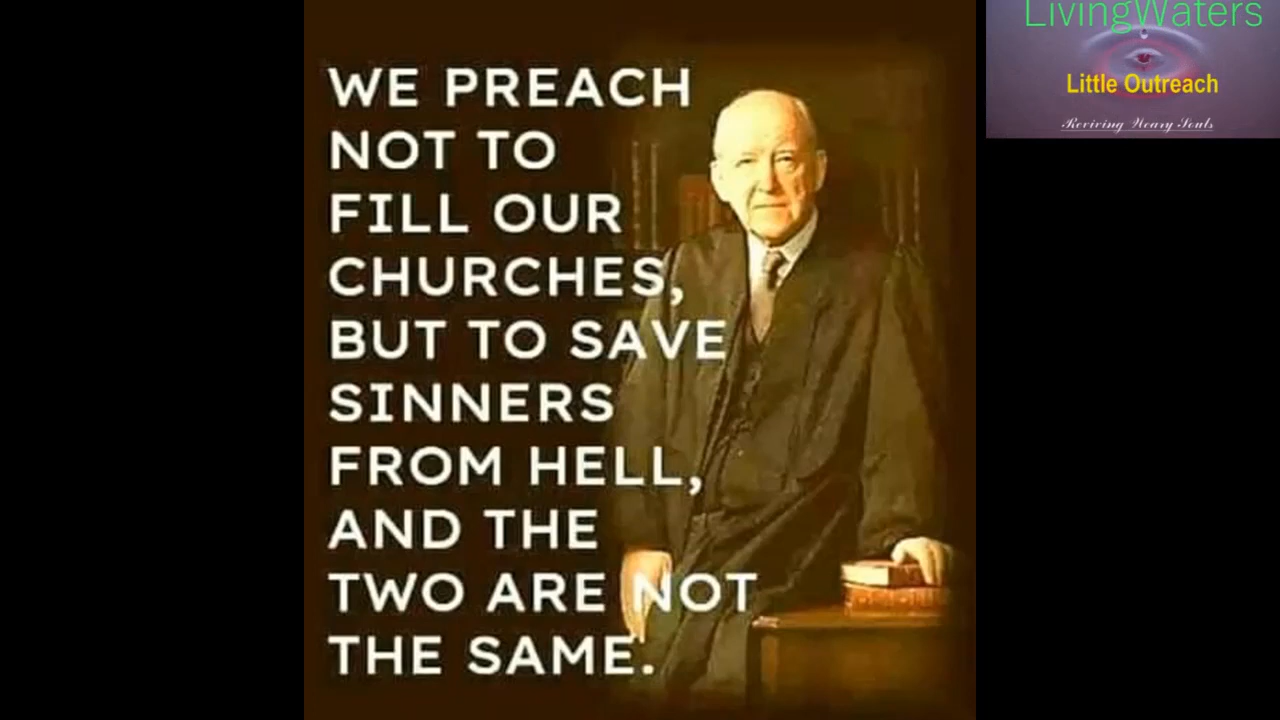 WE PREACH
NOT TO
FILL OUR
CHURCHES,
BUT TO SAVE
SINNERS
FROM HELL,
AND THE
TWO ARE NOT
THE SAME.
LivingWaters
Little Outreach
Reviving Weary Souls